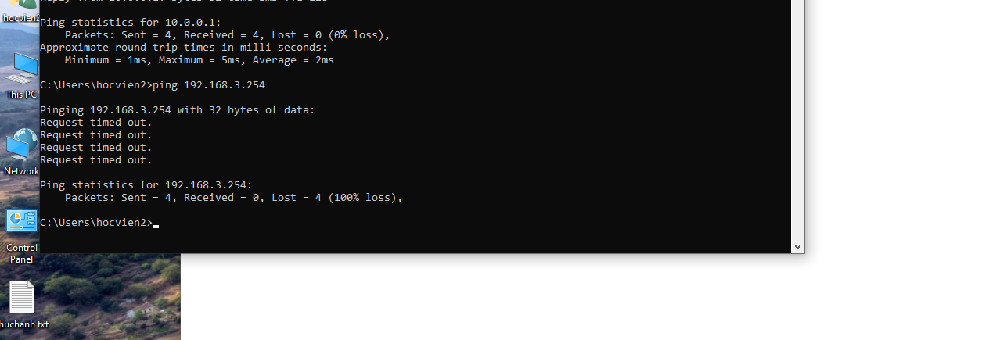 hocvien2
Ping statistics for 10.0.0.1:
    Packets: Sent = 4, Received = 4, Lost = 0 (0% loss),
Approximate round trip times in milli-seconds:
    Minimum = 1ms, Maximum = 5ms, Average = 2ms
C:\Users\hocvien2>ping 192.168.3.254
Pinging 192.168.3.254 with 32 bytes of data:
Request timed out.
Request timed out.
Request timed out.
Request timed out.
Ping statistics for 192.168.3.254:
    Packets: Sent = 4, Received = 0, Lost = 4 (100% loss),
C:\Users\hocvien2>
This PC
Network
Control
Panel
huchanh txt